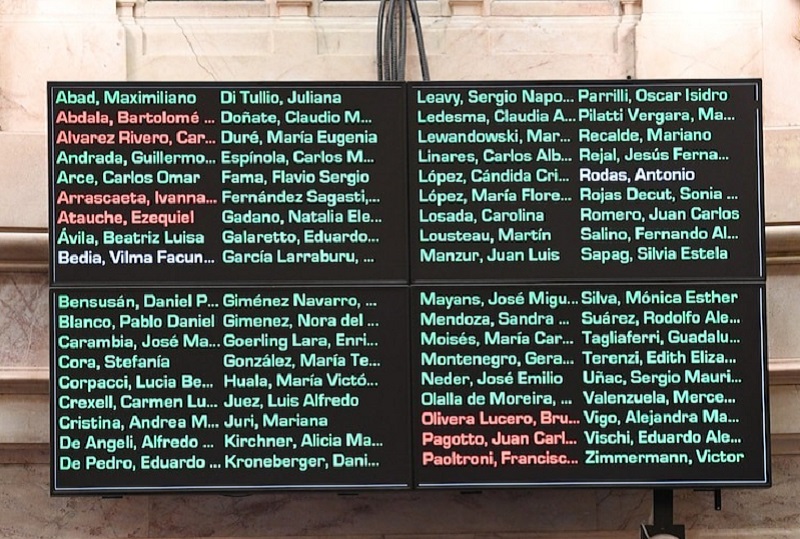 Abad, Maximiliano
Abdala, Bartolomé ...
Alvarez Rivero, Car...
Andrada, Guillermo...
Arce, Carlos Omar
Arrascaeta, Ivanna...
Atauche, Ezequiel
Ávila, Beatriz Luisa
Bedia, Vilma Facun...
Di Tullio, Juliana
Doñate, Claudio M...
Duré, María Eugenia
Espínola, Carlos M...
Fama, Flavio Sergio
Fernández Sagasti,...
Gadano, Natalia Ele...
Galaretto, Eduardo...
García Larraburu, ...
Leavy, Sergio Napo...
Ledesma, Claudia A...
Lewandowski, Mar...
Linares, Carlos Alb...
López, Cándida Cri...
López, María Flore...
Losada, Carolina
Lousteau, Martín
Manzur, Juan Luis
Parrilli, Oscar Isidro
Pilatti Vergara, Ma...
Recalde, Mariano
Rejal, Jesús Ferna...
Rodas, Antonio
Rojas Decut, Sonia ...
Romero, Juan Carlos
Salino, Fernando Al...
Sapag, Silvia Estela
Bensusán, Daniel P...
Blanco, Pablo Daniel
Carambia, José Ma...
Cora, Stefanía
Corpacci, Lucia Be...
Crexell, Carmen Lu...
Cristina, Andrea M...
De Angeli, Alfredo ...
De Pedro, Eduardo ...
Giménez Navarro, ...
Gimenez, Nora del ...
Goerling Lara, Enri...
González, María Te...
Huala, María Victó...
Juez, Luis Alfredo
Juri, Mariana
Kirchner, Alicia Ma...
Kroneberger, Dani...
Mayans, José Migu...
Mendoza, Sandra ...
Moisés, María Car...
Montenegro, Gera...
Neder, José Emilio
Olalla de Moreira, ...
Olivera Lucero, Bru...
Pagotto, Juan Carl...
Paoltroni, Francisc...
Silva, Mónica Esther
Suárez, Rodolfo Ale...
Tagliaferri, Guadalu...
Terenzi, Edith Eliza...
Uñac, Sergio Mauri...
Valenzuela, Merce...
Vigo, Alejandra Ma...
Vischi, Eduardo Ale...
Zimmermann, Victor